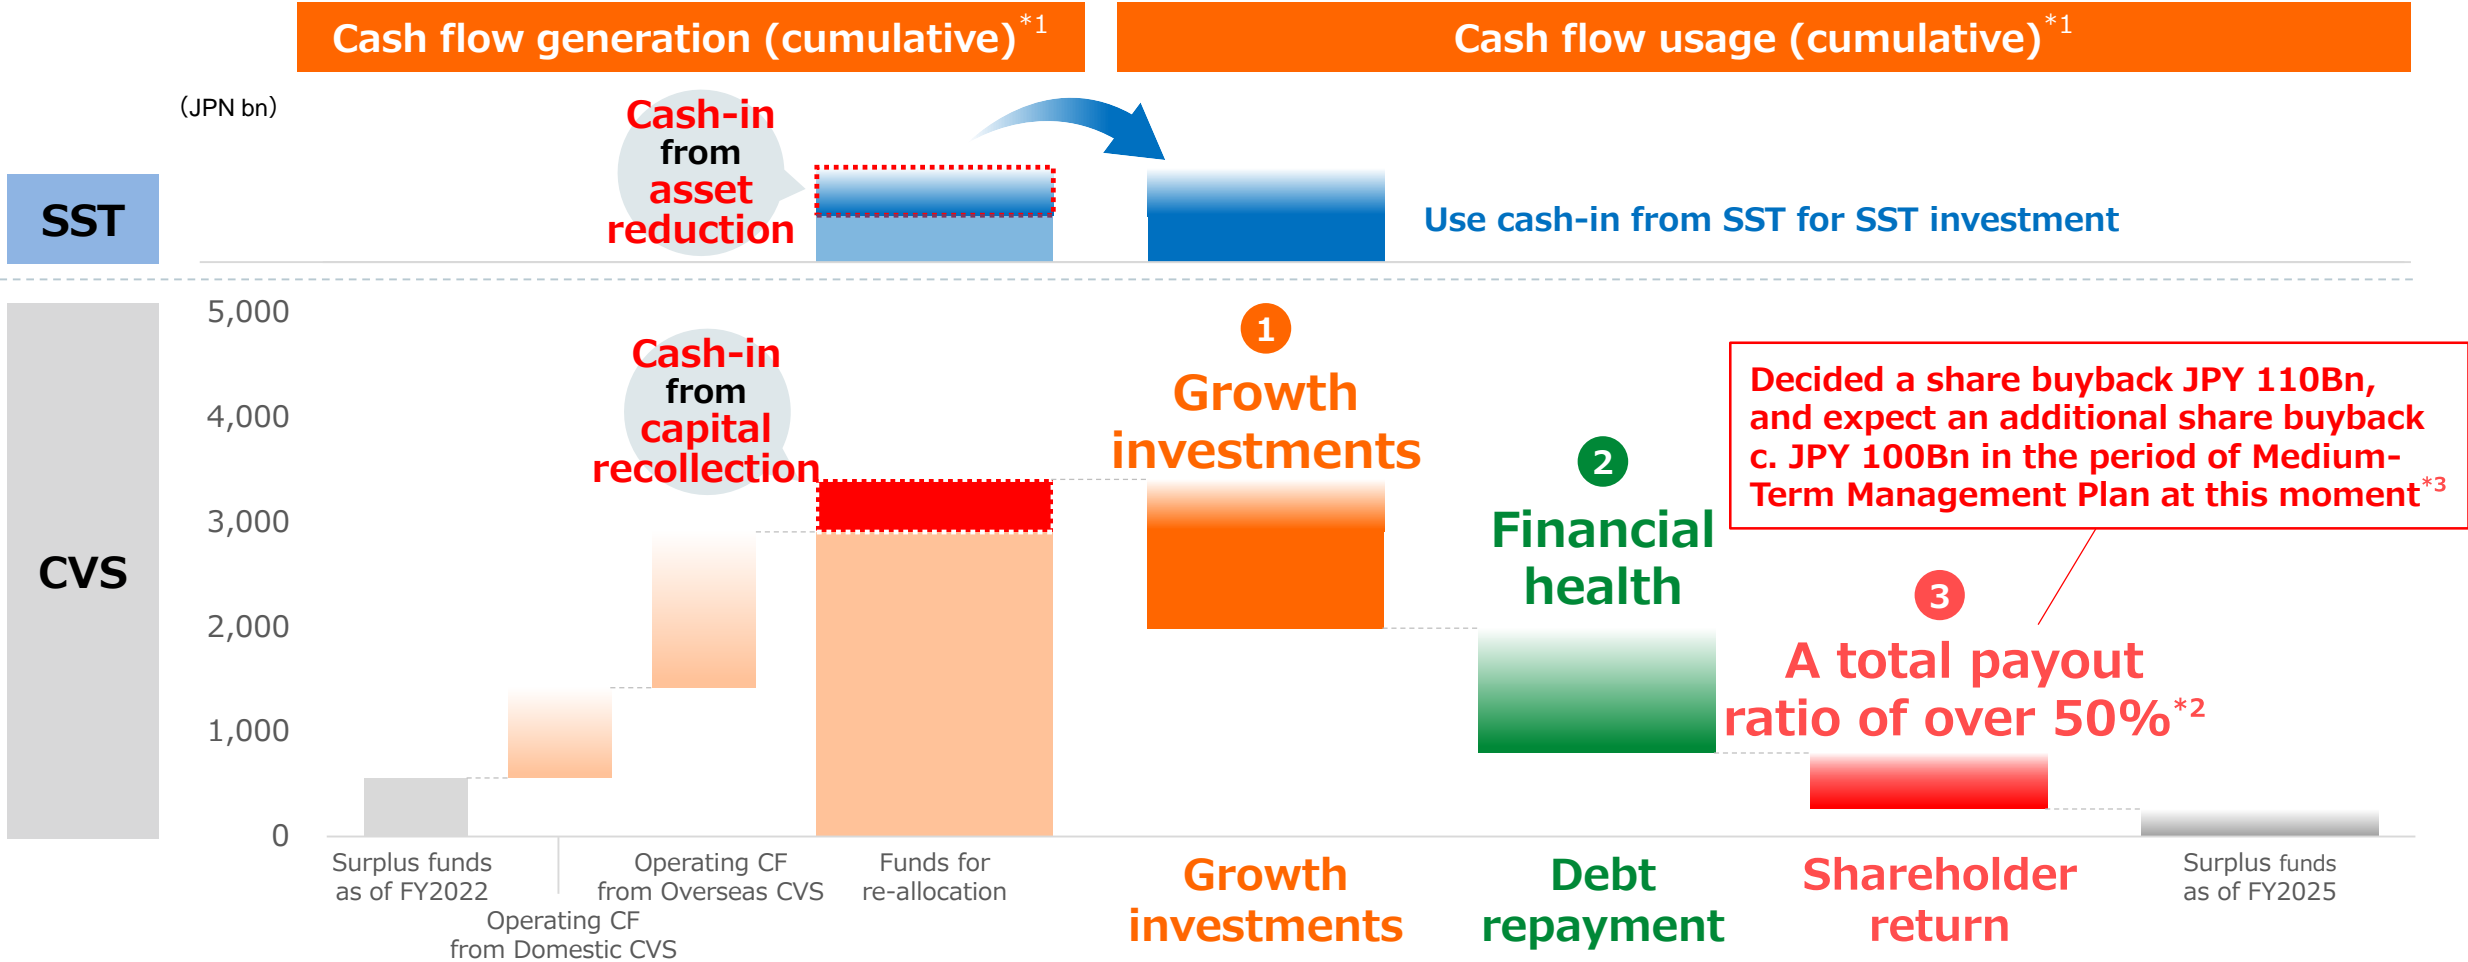 Cash flow generation (cumulative)*1
Cash flow usage (cumulative)*1
(JPN bn)
Cash-in
from
asset
reduction
SST
Use cash-in from SST for SST investment
5,000
4,000
3,000
2,000
1,000
0
CVS
Cash-in
from
capital
recollection
1
Growth
investments
2
Financial
health
Decided a share buyback JPY 110Bn,
and expect an additional share buyback
c. JPY 100Bn in the period of Medium-
Term Management Plan at this moment*3
3
A total payout
ratio of over 50%*2
Surplus funds
as of FY2022
Operating CF
from Domestic CVS
Operating CF
from Overseas CVS
Funds for
re-allocation
Growth
investments
Debt
repayment
Shareholder
return
Surplus funds
as of FY2025